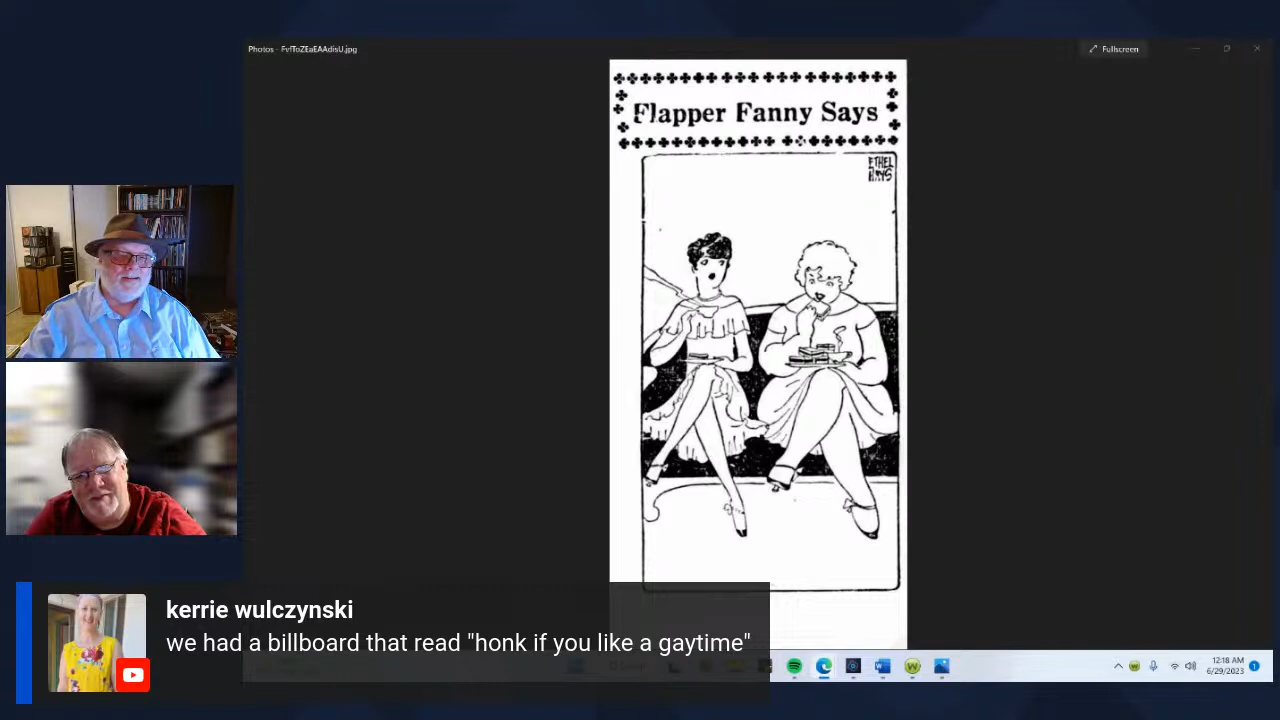 Photos - FvfToZEaEAAdisU.jpg
Fullscreen
Flapper Fanny Says
ETHEL
HAYS
kerrie wulczynski
we had a billboard that read "honk if you like a gaytime"
12:18 AM
6/29/2023